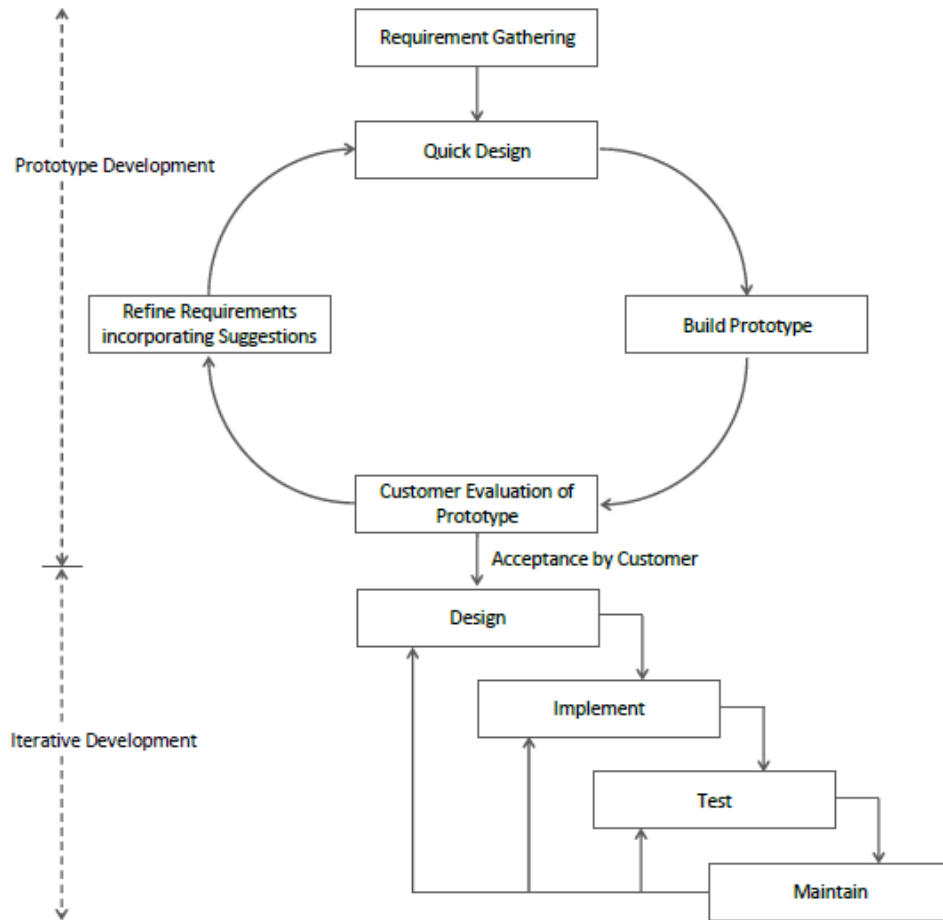 Requirement Gathering
Quick Design
Prototype Development
Refine Requirements
incorporating Suggestions
Build Prototype
Customer Evaluation of
Prototype
Acceptance by Customer
Design
Implement
Iterative Development
Test
Maintain